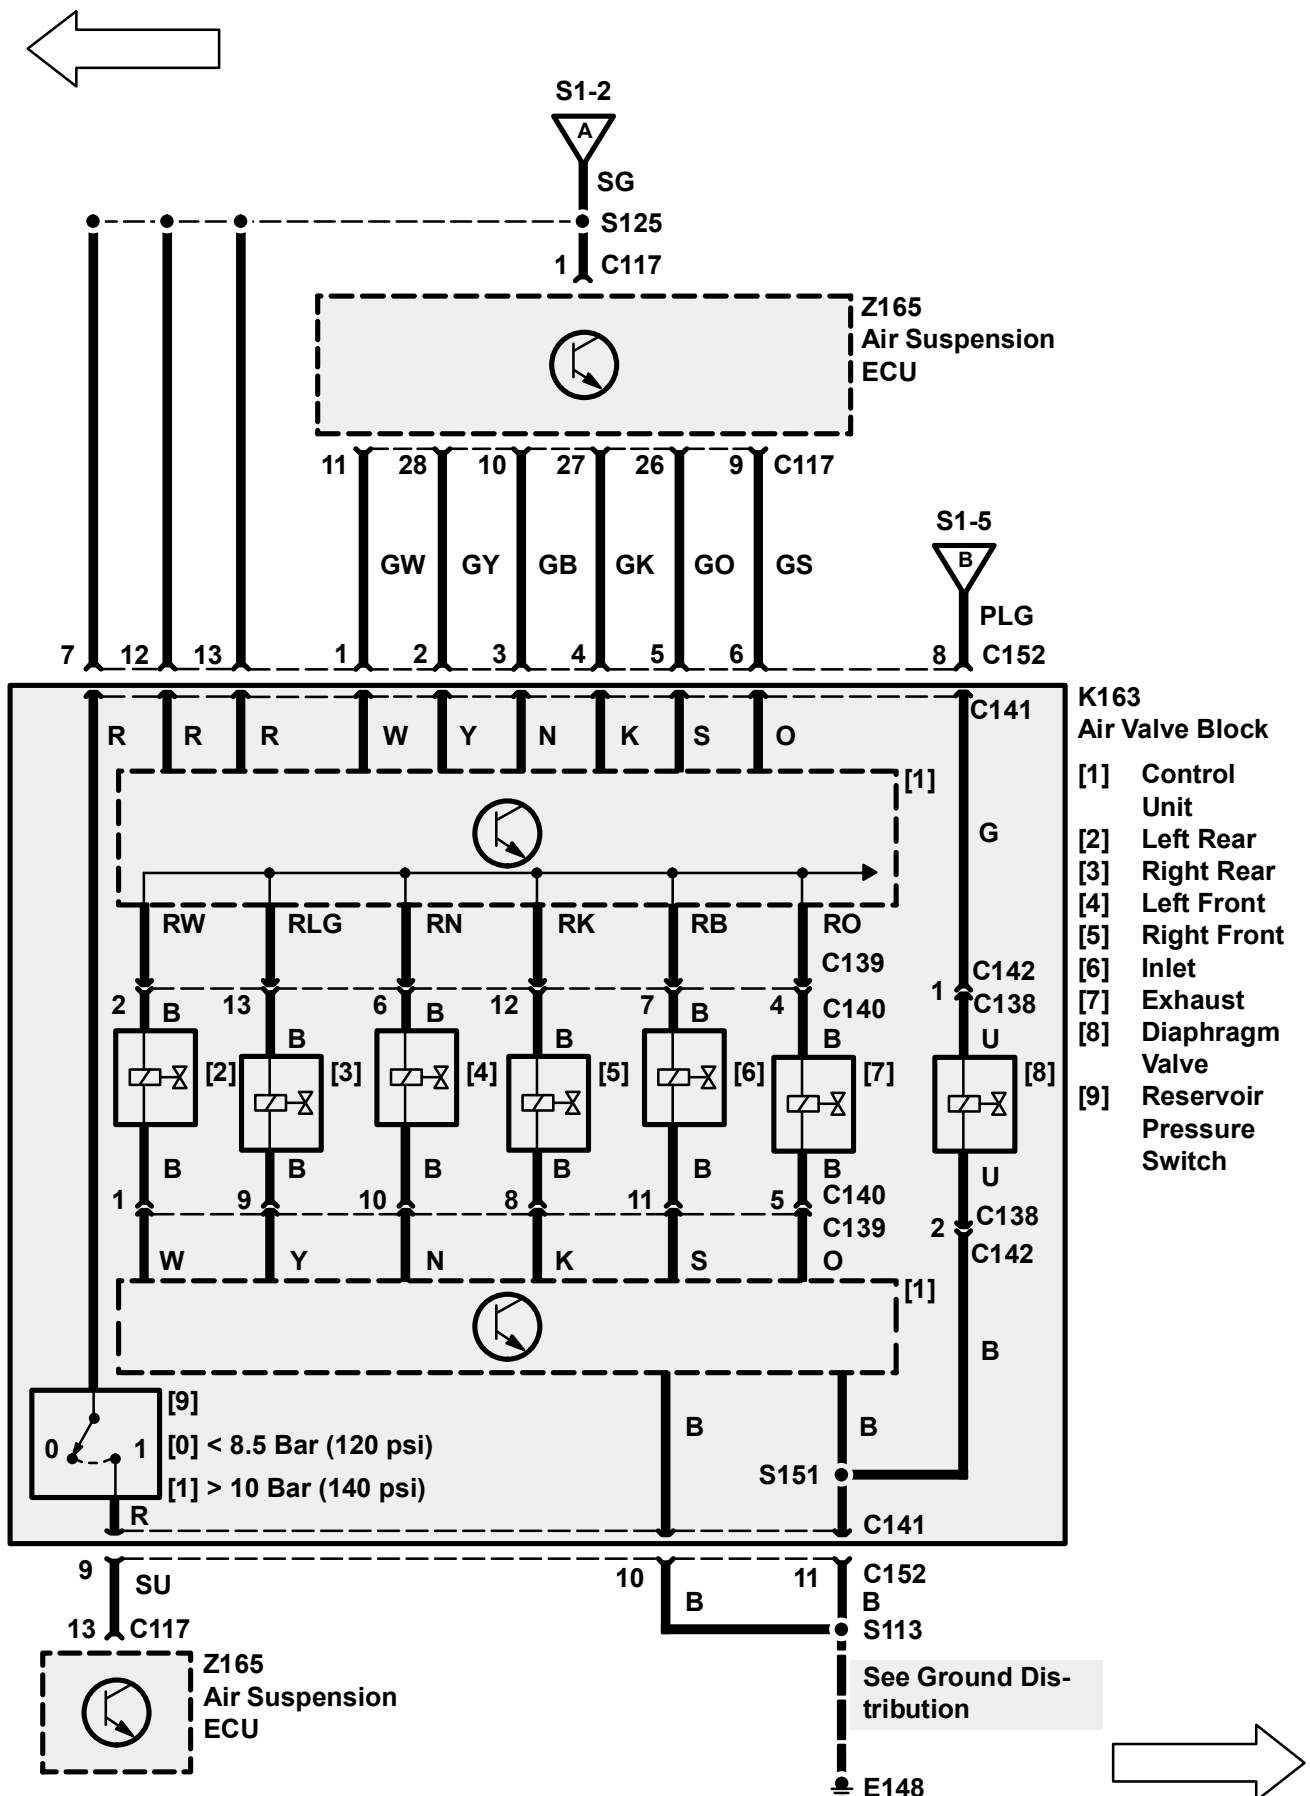 S1-2
A
SG
S125
1 C117
Z165
Air Suspension
ECU
11 28 10 27 26 9 C117
S1-5
B
GW GY GB GK GO GS
PLG
7 12 13 1 2 3 4 5 6 8 C152
K163
Air Valve Block
C141
R R R W Y N K S O
[1]
[1] Control
Unit
[2] Left Rear
[3] Right Rear
[4] Left Front
[5] Right Front
[6] Inlet
[7] Exhaust
[8] Diaphragm
Valve
[9] Reservoir
Pressure
Switch
G
RW RLG RN RK RB RO
C139
C142
1 C138
2 13 6 12 7 4 C140
B B B B B B U
[2] [3] [4] [5] [6] [7] [8]
B B B B B B U
1 9 10 8 11 5 C140
C139
C138
2 C142
W Y N K S O
[1]
B
[9]
0 1 [0] < 8.5 Bar (120 psi)
[1] > 10 Bar (140 psi)
B B
S151
R
C141
9 10 11 C152
SU B B
13 C117
S113
Z165
Air Suspension
ECU
See Ground Dis-
tribution
E148